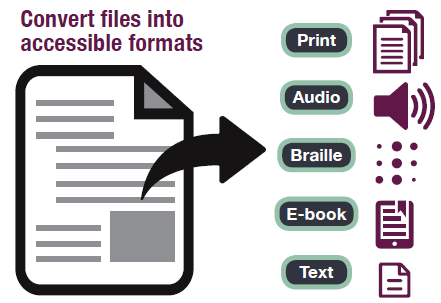 Convert files into
accessible formats
Print
Audio
Braille
E-book
Text